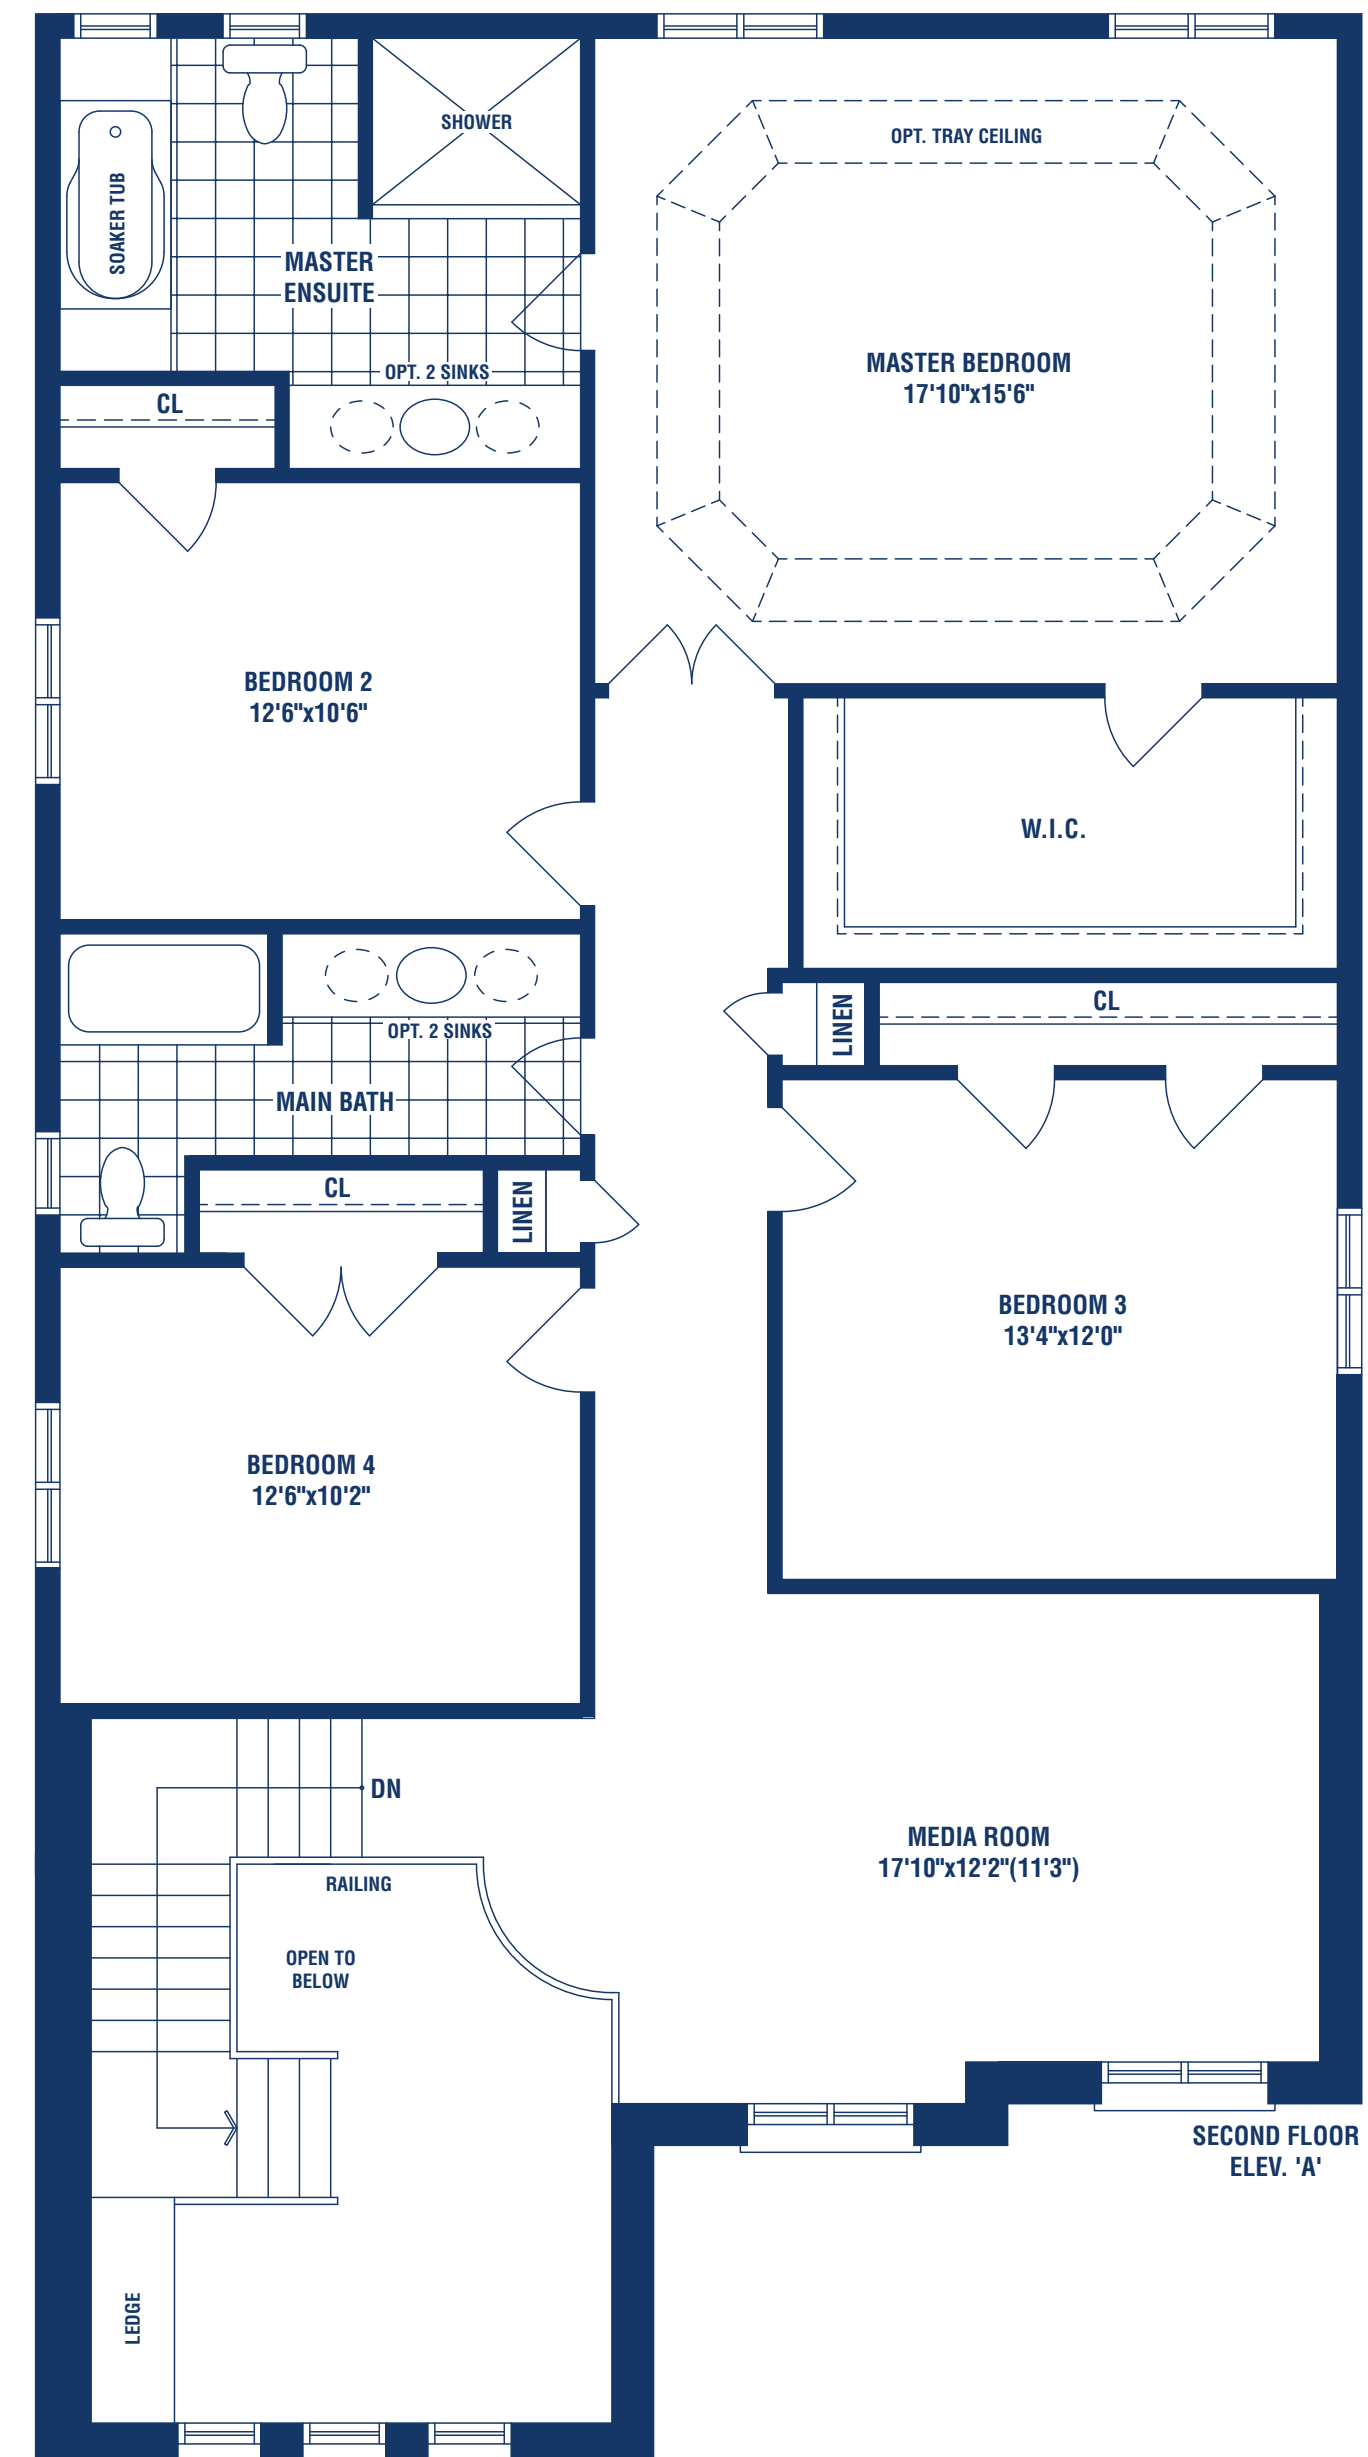 SHOWER
OPT. TRAY CEILING
SOAKER TUB
MASTER
ENSUITE
OPT. 2 SINKS
MASTER BEDROOM
17'10"x15'6"
CL
BEDROOM 2
12'6"x10'6"
W.I.C.
LINEN
CL
OPT. 2 SINKS
MAIN BATH
CL
LINEN
BEDROOM 3
13'4"x12'0"
BEDROOM 4
12'6"x10'2"
DN
MEDIA ROOM
17'10"x12'2"(11'3")
RAILING
OPEN TO
BELOW
SECOND FLOOR
ELEV. 'A'
LEDGE